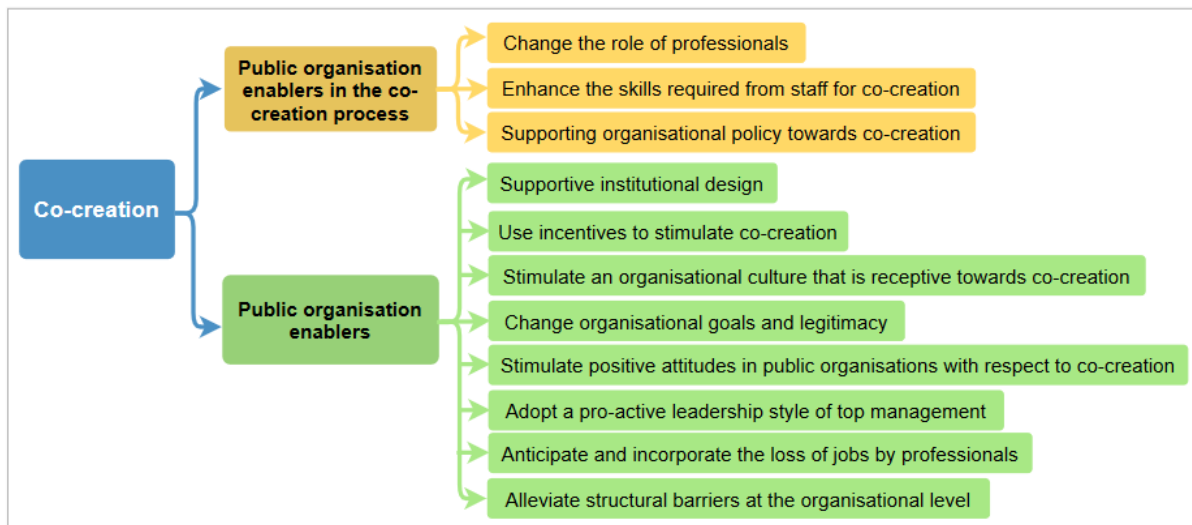 Co-creation
Public organisation
enablers in the co-
creation process
Change the role of professionals
Enhance the skills required from staff for co-creation
Supporting organisational policy towards co-creation
Public organisation
enablers
Supportive institutional design
Use incentives to stimulate co-creation
Stimulate an organisational culture that is receptive towards co-creation
Change organisational goals and legitimacy
Stimulate positive attitudes in public organisations with respect to co-creation
Adopt a pro-active leadership style of top management
Anticipate and incorporate the loss of jobs by professionals
Alleviate structural barriers at the organisational level